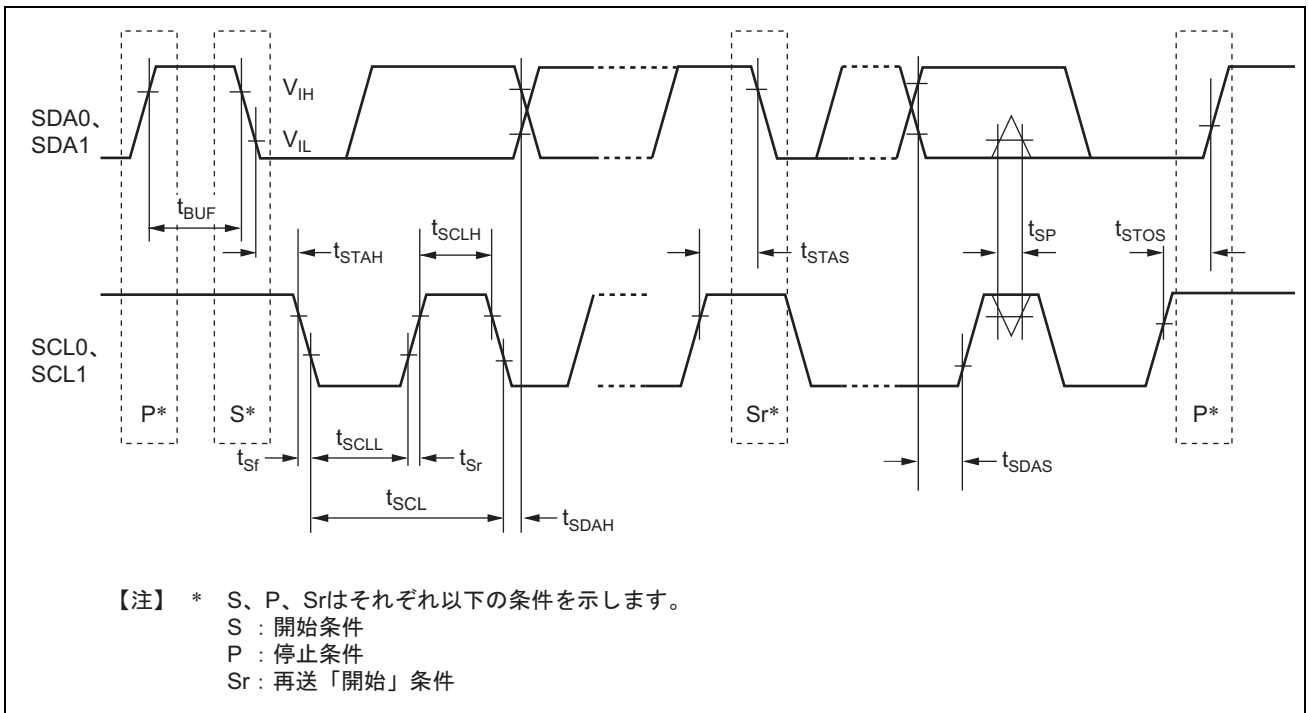 SDA0、
SDA1
V_IH
V_IL
t_BUF
t_STAH
t_SCLH
t_STAS
t_SP
t_STOS
SCL0、
SCL1
P*
S*
Sr*
P*
t_Sf
t_SCLL
t_Sr
t_SDAS
t_SCL
t_SDAH
【注】 * S、P、Srはそれぞれ以下の条件を示します。
S : 開始条件
P : 停止条件
Sr : 再送「開始」条件